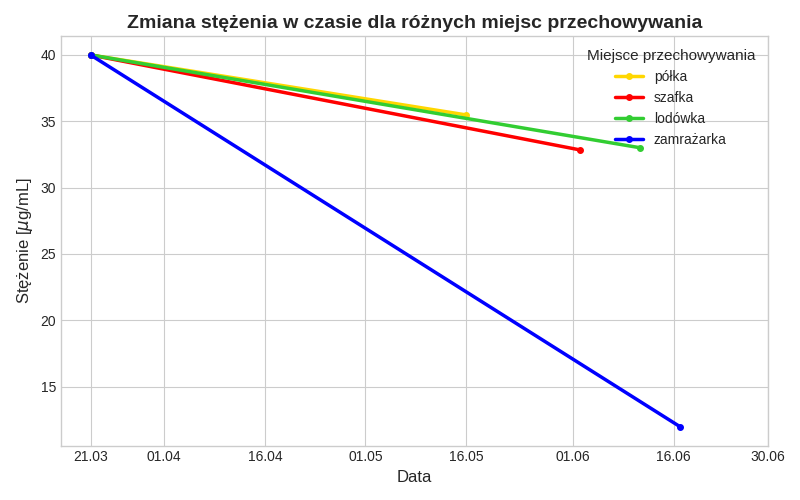 Zmiana stężenia w czasie dla różnych miejsc przechowywania
Stężenie [μg/mL]
40
35
30
25
20
15
Miejsce przechowywania
półka
szafka
lodówka
zamrażarka
21.03 01.04 16.04 01.05 16.05 01.06 16.06 30.06
Data